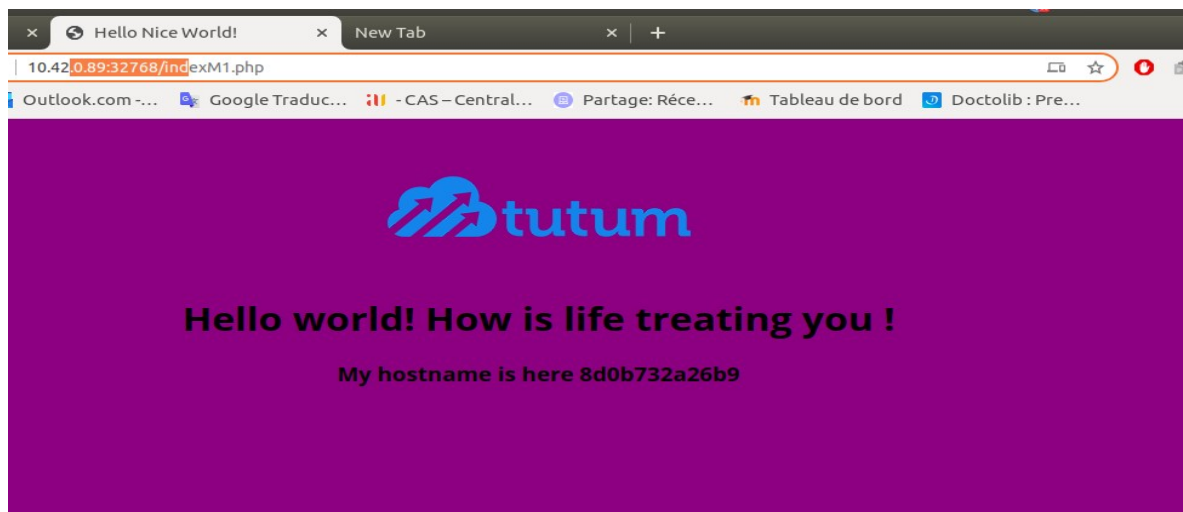 Hello Nice World! New Tab
10.42.0.89:32768/indexM1.php
Outlook.com -... Google Traduc... - CAS – Central... Partage: Réce... Tableau de bord Doctolib : Pre...
tutum
Hello world! How is life treating you !
My hostname is here 8d0b732a26b9